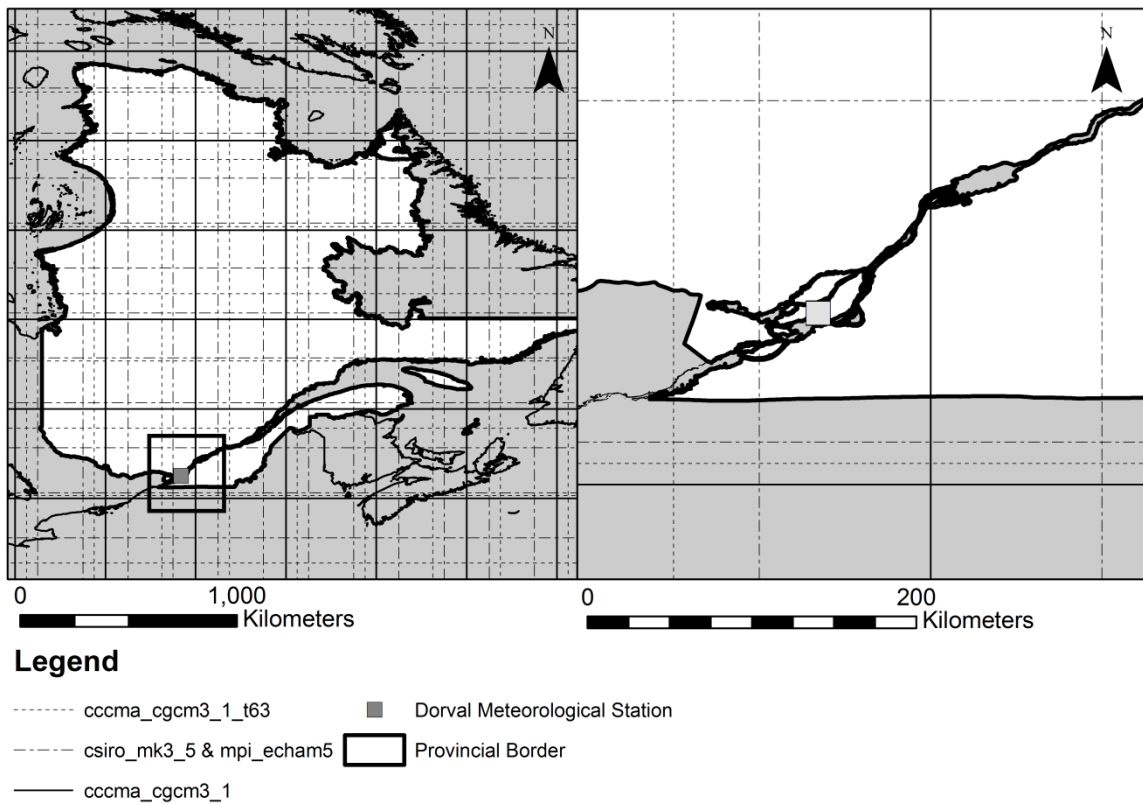 N
N
0 1,000
Kilometers
0 200
Kilometers
Legend
cccma_cgcm3_1_t63
Dorval Meteorological Station
csiro_mk3_5 & mpi_echam5
Provincial Border
cccma_cgcm3_1